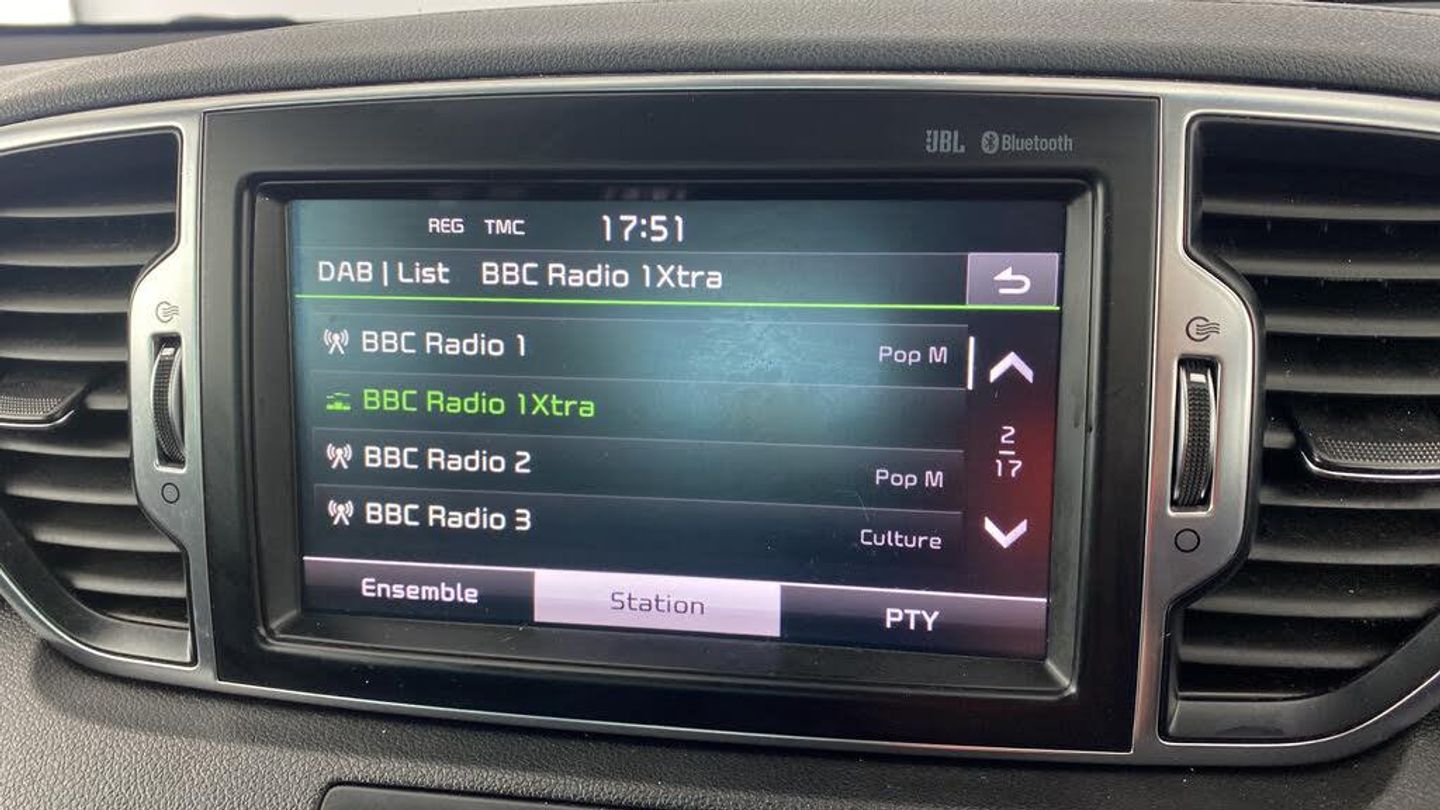 JBL Bluetooth
REG TMC 17:51
DAB | List BBC Radio 1Xtra
BBC Radio 1 Pop M
BBC Radio 1Xtra
BBC Radio 2 Pop M
BBC Radio 3 Culture
2
17
Ensemble Station PTY